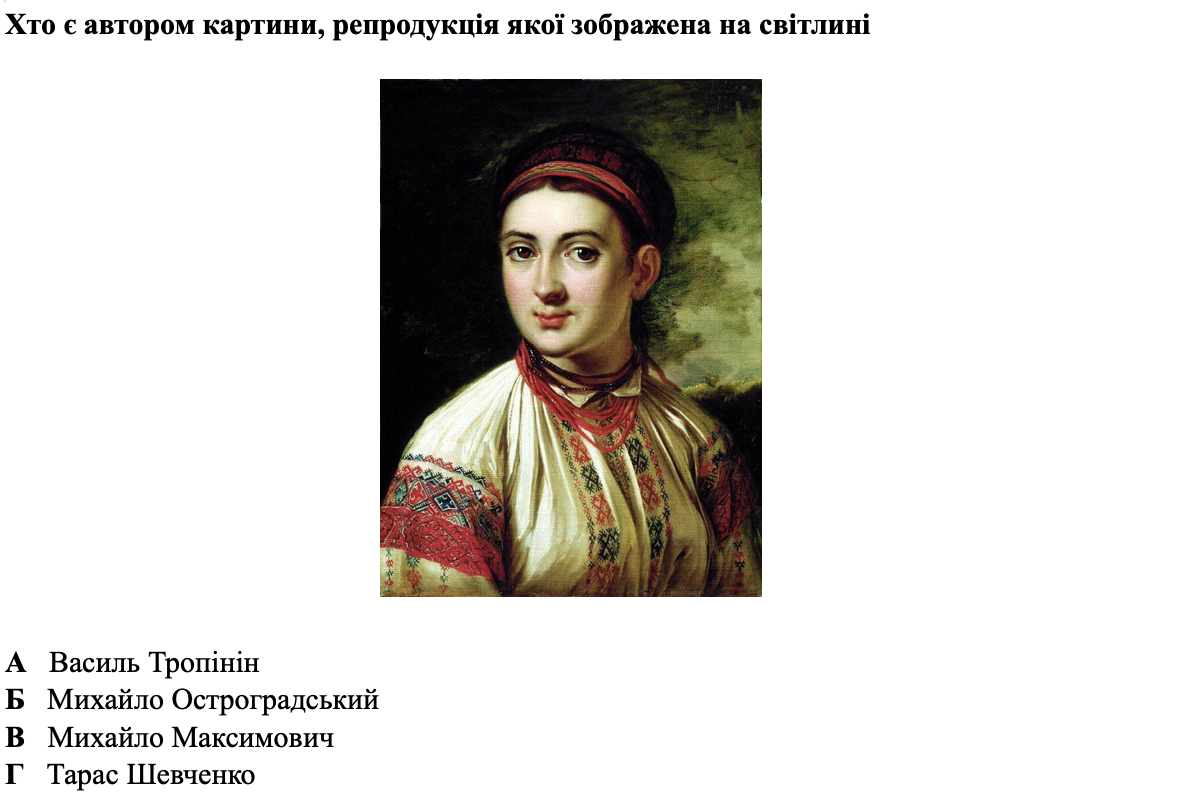 Хто є автором картини, репродукція якої зображена на світлині
А Василь Тропінін
Б Михайло Остроградський
В Михайло Максимович
Г Тарас Шевченко